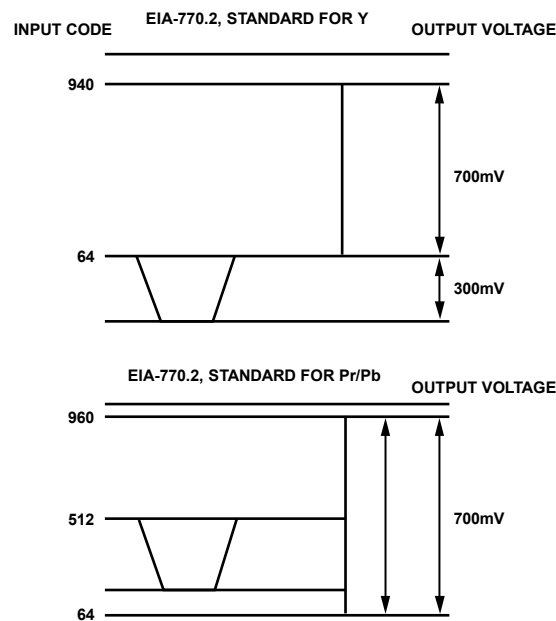 EIA-770.2, STANDARD FOR Y
INPUT CODE
OUTPUT VOLTAGE
940
700mV
64
300mV
EIA-770.2, STANDARD FOR Pr/Pb
OUTPUT VOLTAGE
960
512
700mV
64